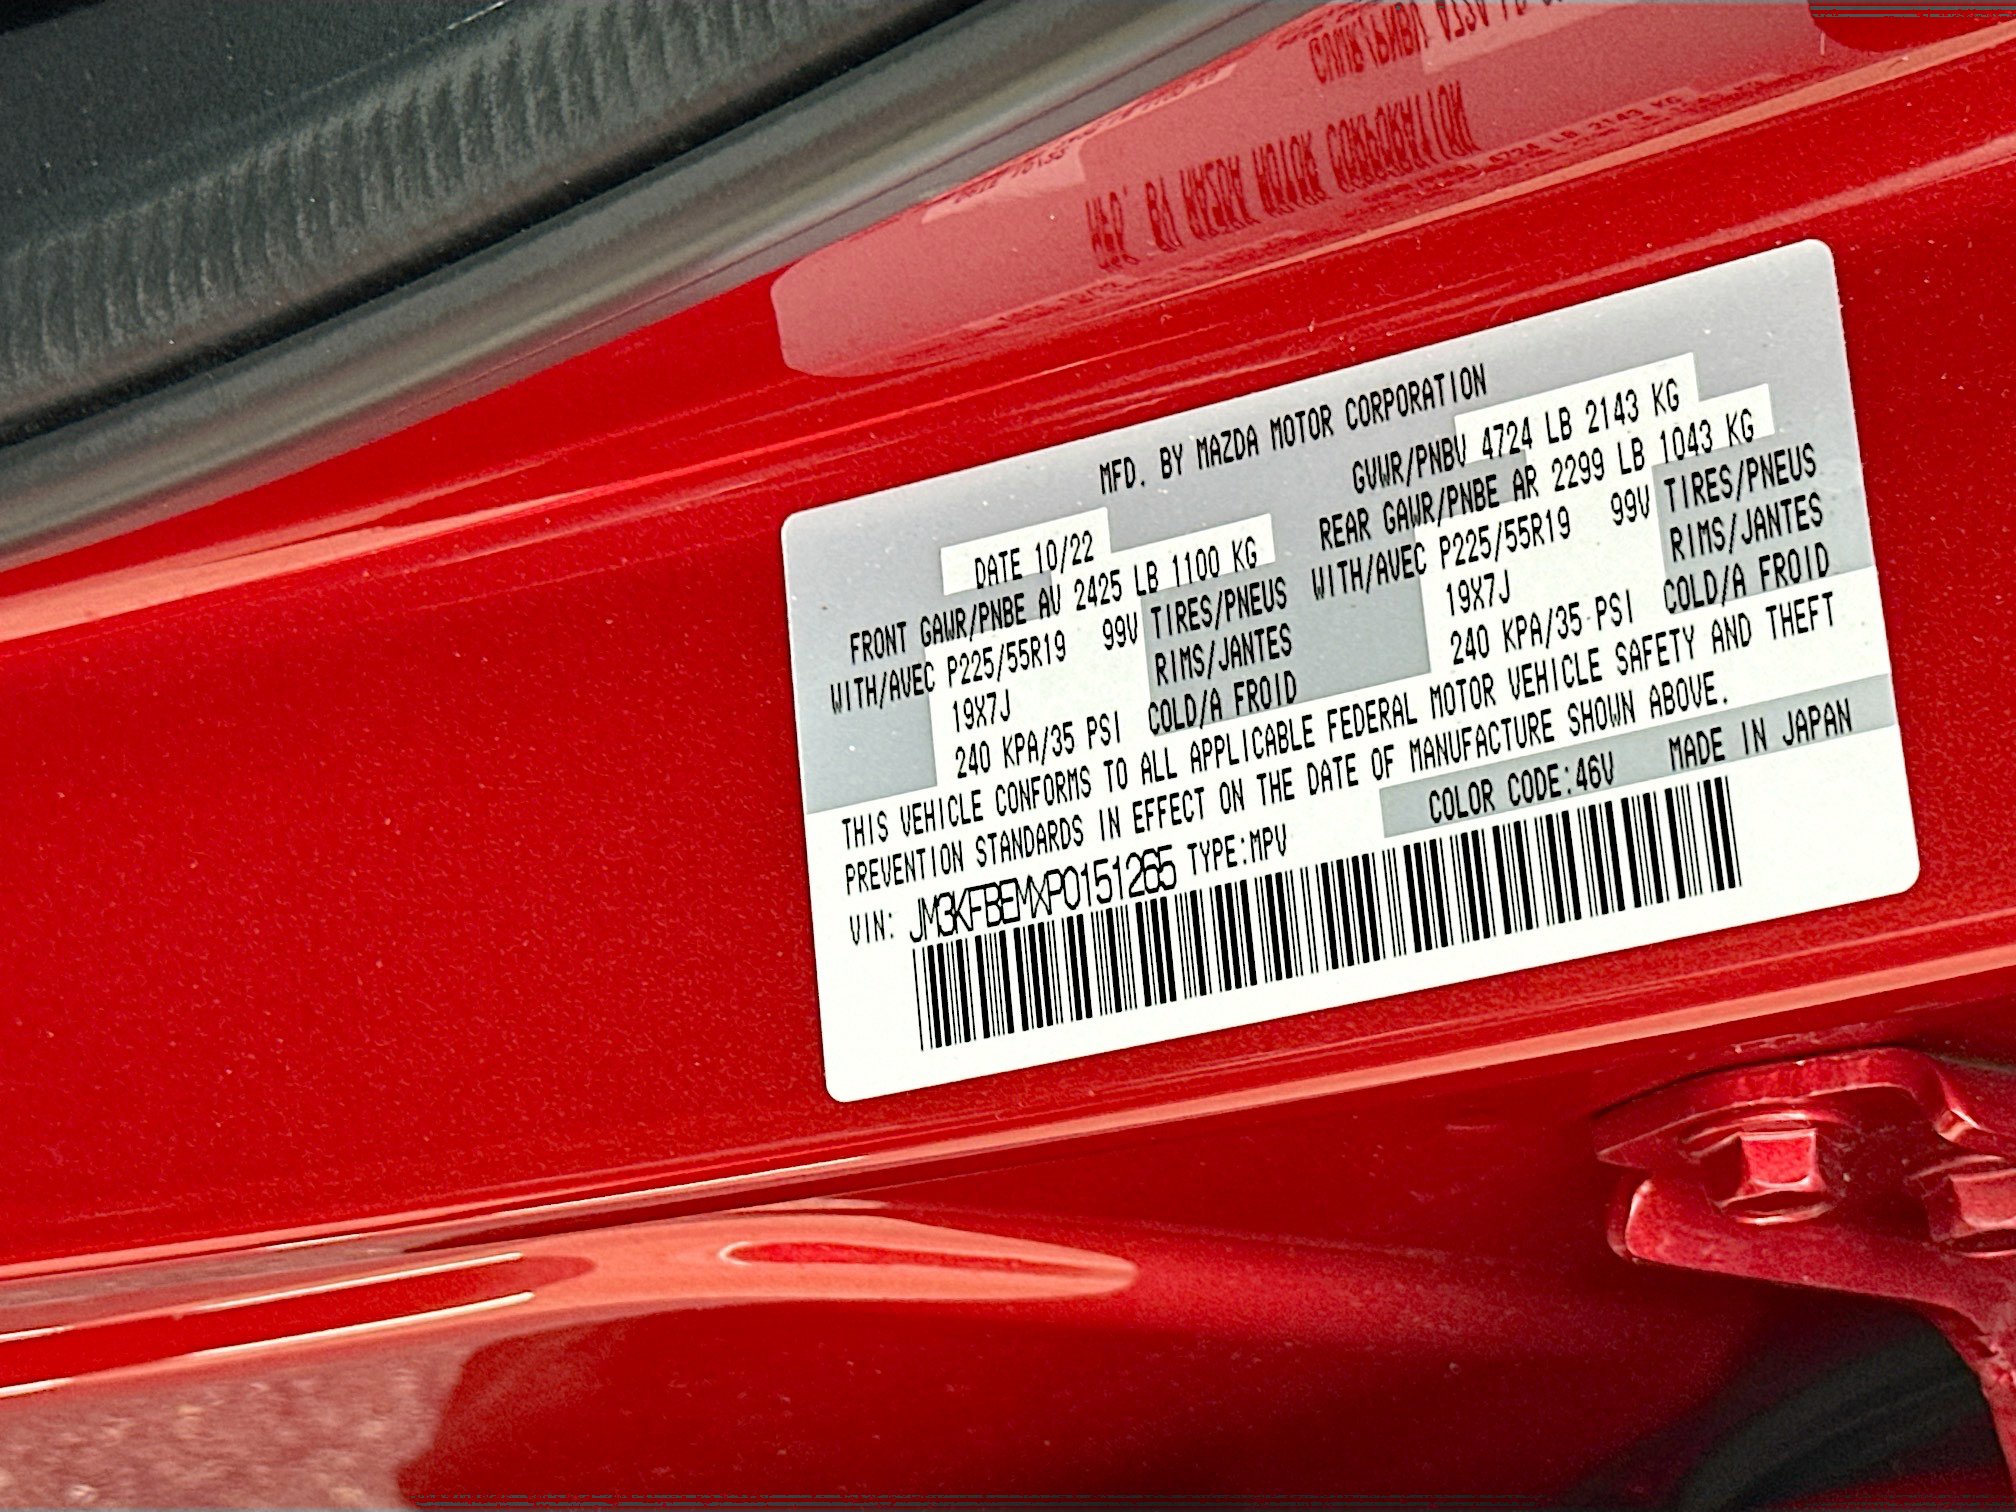 MFD. BY MAZDA MOTOR CORPORATION
DATE 10/22
GVWR/PNBV 4724 LB 2143 KG
FRONT GAWR/PNBE AV 2425 LB 1100 KG
REAR GAWR/PNBE AR 2299 LB 1043 KG
WITH/AVEC P225/55R19 99V TIRES/PNEUS
WITH/AVEC P225/55R19 99V TIRES/PNEUS
19X7J RIMS/JANTES
19X7J RIMS/JANTES
240 KPA/35 PSI COLD/A FROID
240 KPA/35 PSI COLD/A FROID
THIS VEHICLE CONFORMS TO ALL APPLICABLE FEDERAL MOTOR VEHICLE SAFETY AND THEFT
PREVENTION STANDARDS IN EFFECT ON THE DATE OF MANUFACTURE SHOWN ABOVE.
VIN: JM3KFBEMXP0151265 TYPE:MPV COLOR CODE:46V MADE IN JAPAN